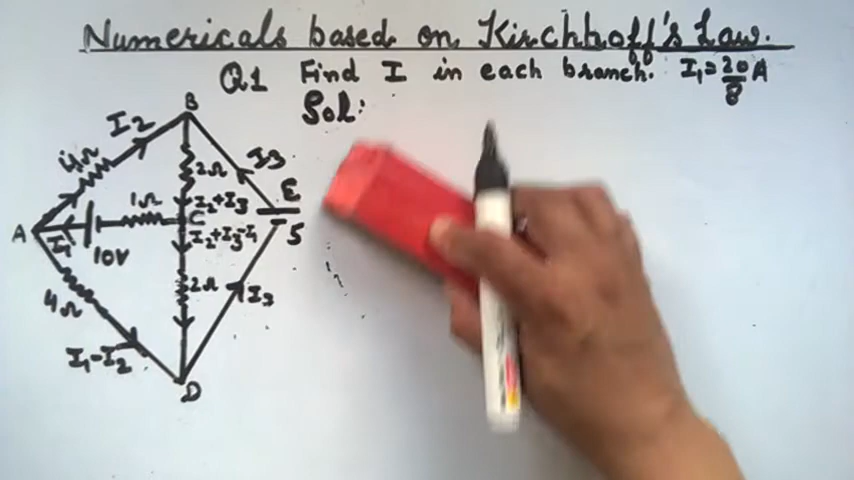 Numericals based on Kirchhoff's Law.
Q1 Find I in each branch. I₁=20/8 A
Sol:
B
I2
4Ω
2Ω
I3
1Ω
I2+I3
E
A
C
I1
I2+I3-I1
5
10V
4Ω
2Ω
I3
I1-I2
D